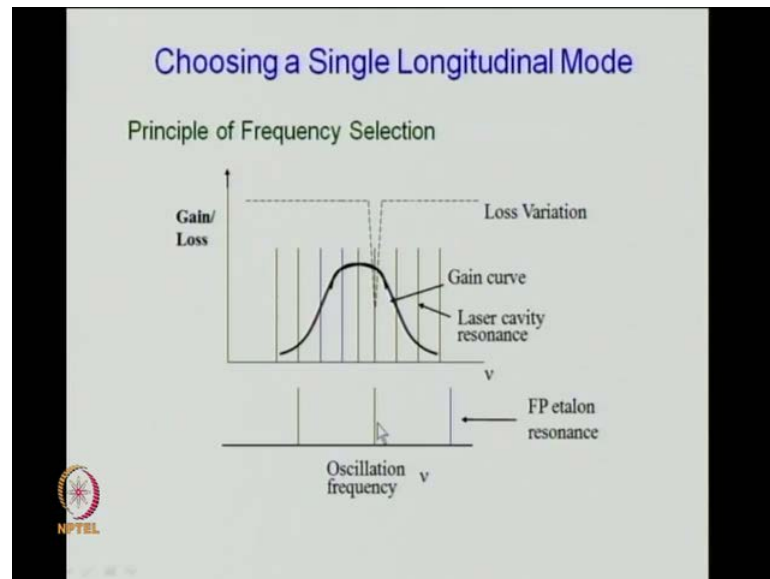 Choosing a Single Longitudinal Mode
Principle of Frequency Selection
Gain/
Loss
Loss Variation
Gain curve
Laser cavity
resonance
ν
FP etalon
resonance
Oscillation
frequency
ν
NPTEL